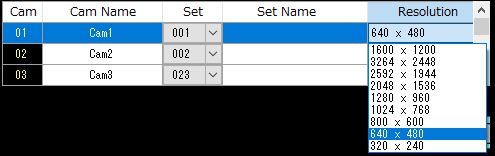 Cam Cam Name Set Set Name Resolution
01 Cam1 001 640 x 480
02 Cam2 002
03 Cam3 023
1600 x 1200
3264 x 2448
2592 x 1944
2048 x 1536
1280 x 960
1024 x 768
800 x 600
640 x 480
320 x 240